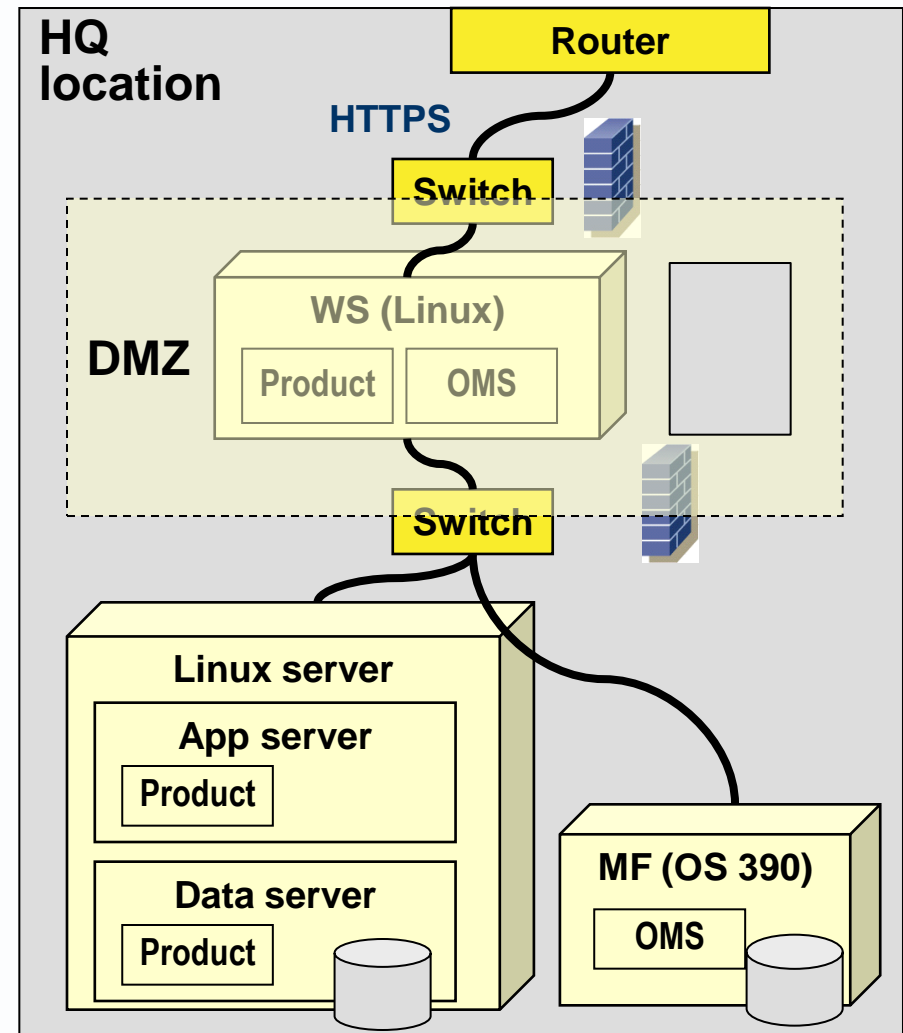 HQ
location
Router
HTTPS
Switch
WS (Linux)
DMZ
Product
OMS
Switch
Linux server
App server
Product
Data server
Product
MF (OS 390)
OMS